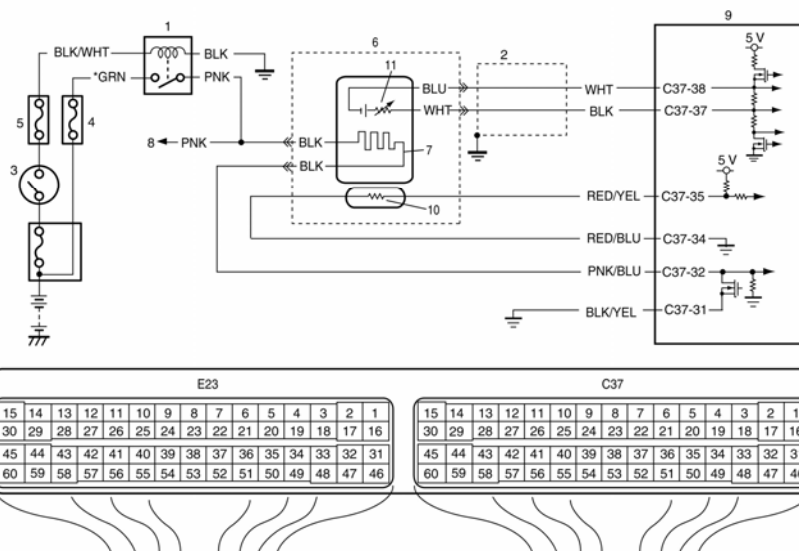 1
9
6
2
5 V
BLK/WHT
BLK
11
*GRN
PNK
BLU
WHT
C37-38
WHT
BLK
C37-37
5
4
8
PNK
BLK
7
BLK
3
5 V
10
RED/YEL
C37-35
RED/BLU
C37-34
PNK/BLU
C37-32
BLK/YEL
C37-31
E23
C37
15 14 13 12 11 10 9 8 7 6 5 4 3 2 1
30 29 28 27 26 25 24 23 22 21 20 19 18 17 16
45 44 43 42 41 40 39 38 37 36 35 34 33 32 31
60 59 58 57 56 55 54 53 52 51 50 49 48 47 46
15 14 13 12 11 10 9 8 7 6 5 4 3 2
30 29 28 27 26 25 24 23 22 21 20 19 18 17
45 44 43 42 41 40 39 38 37 36 35 34 33 32
60 59 58 57 56 55 54 53 52 51 50 49 48 47